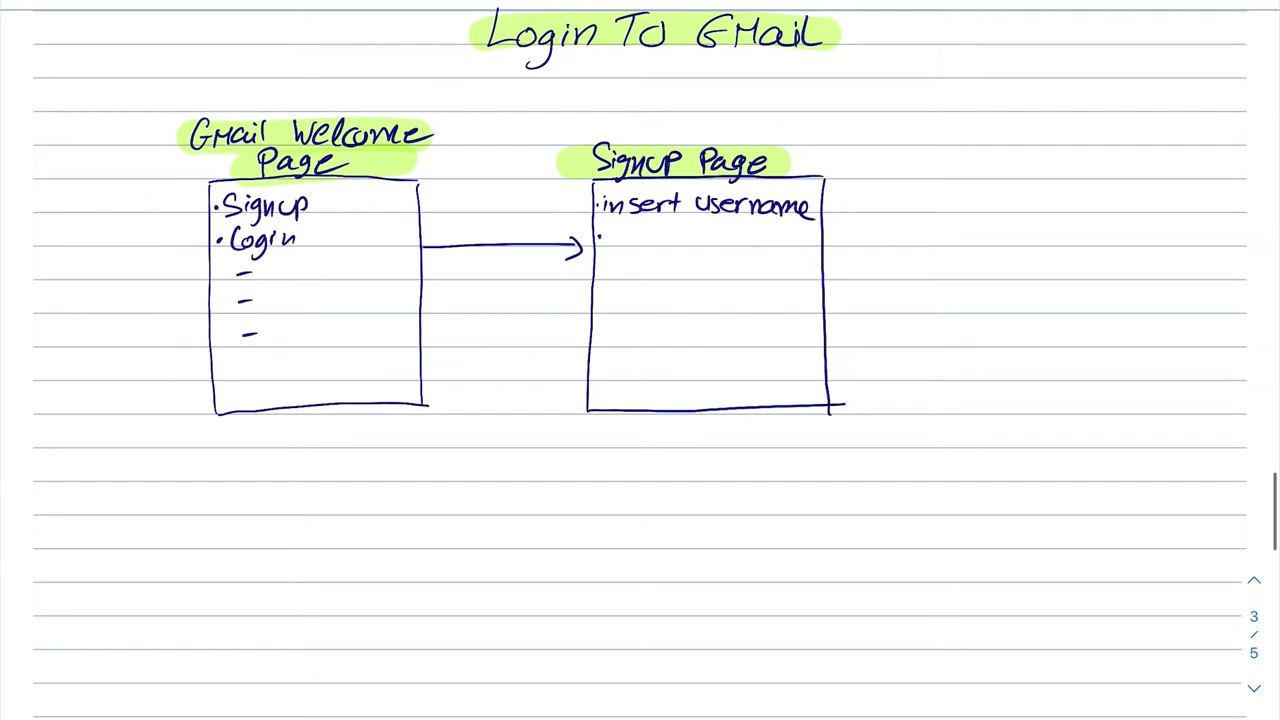 Login To GMail
GMail Welcome
Page
Signup Page
• Signup
• Login
-
-
-
• insert username
•
3
/
5